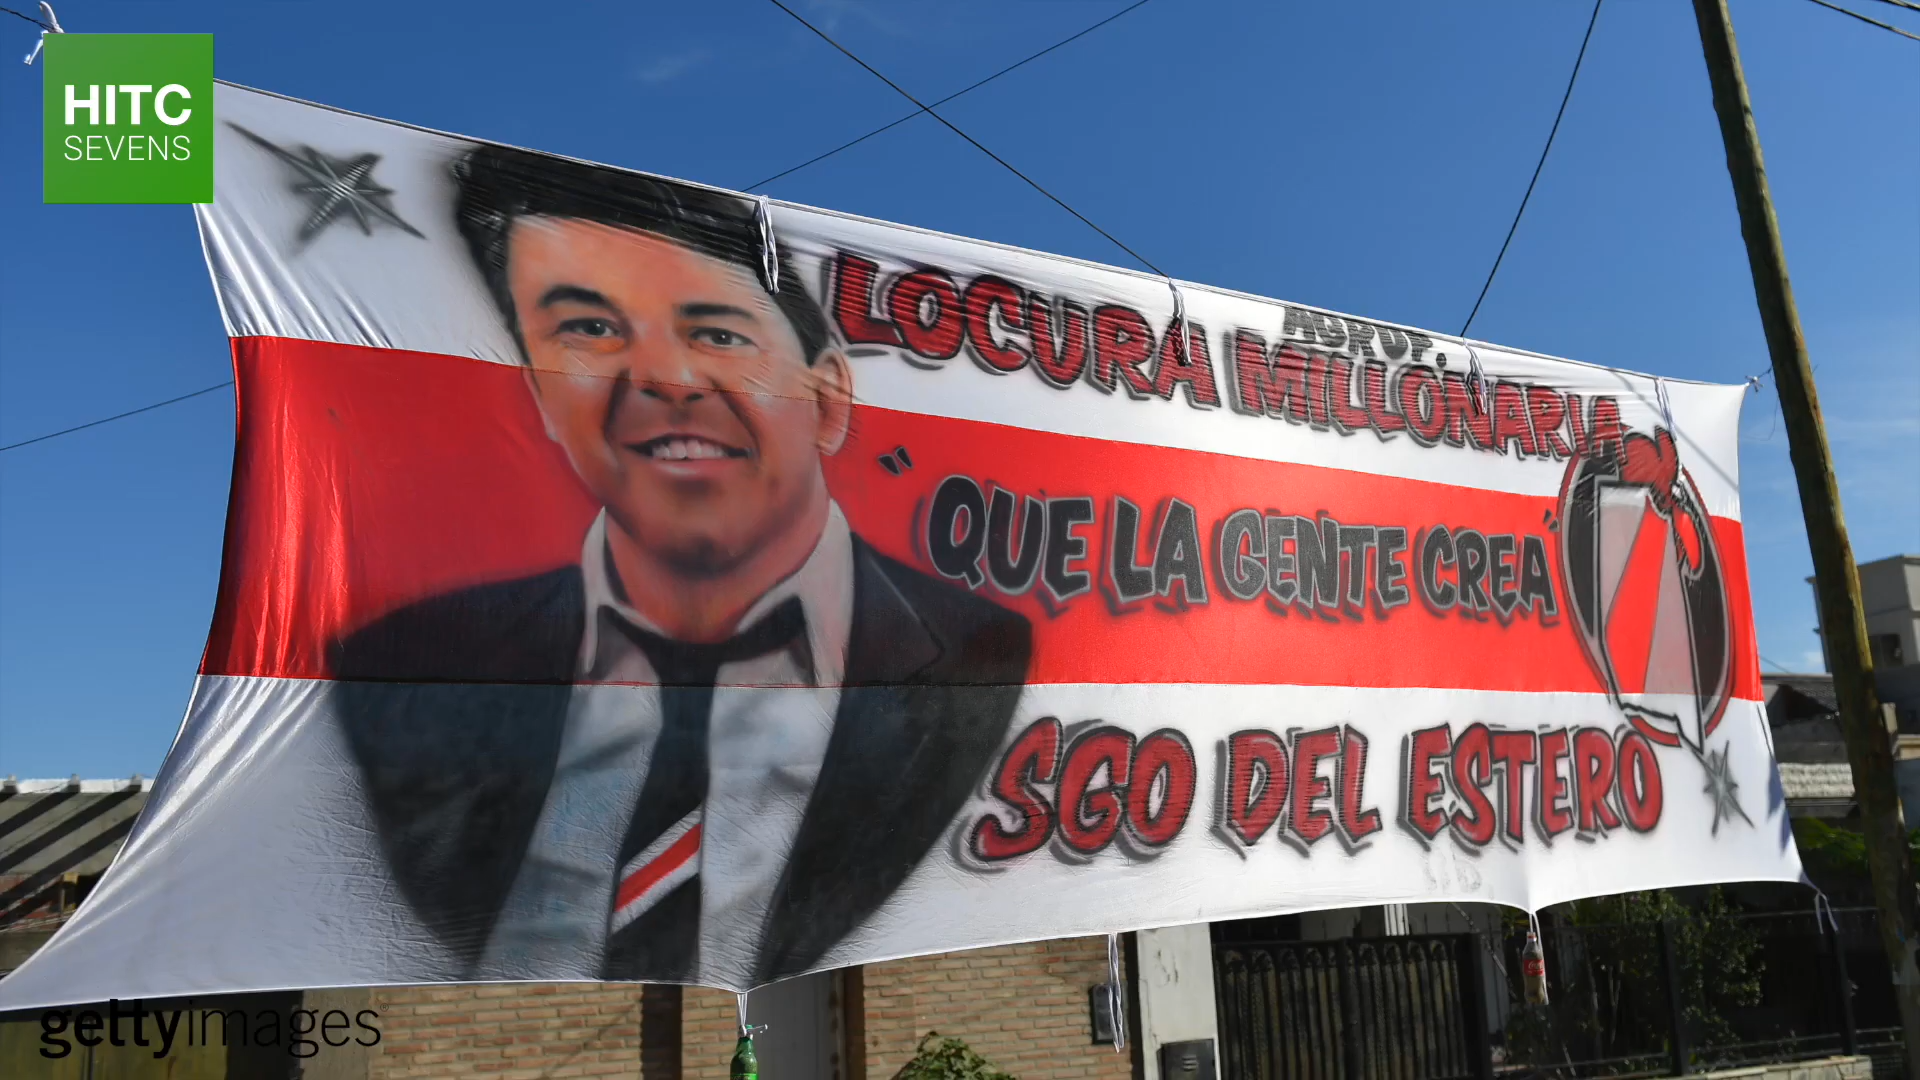 HITC
SEVENS
AGRUP.
LOCURA MILLONARIA
"QUE LA GENTE CREA"
SGO DEL ESTERO
gettyimages